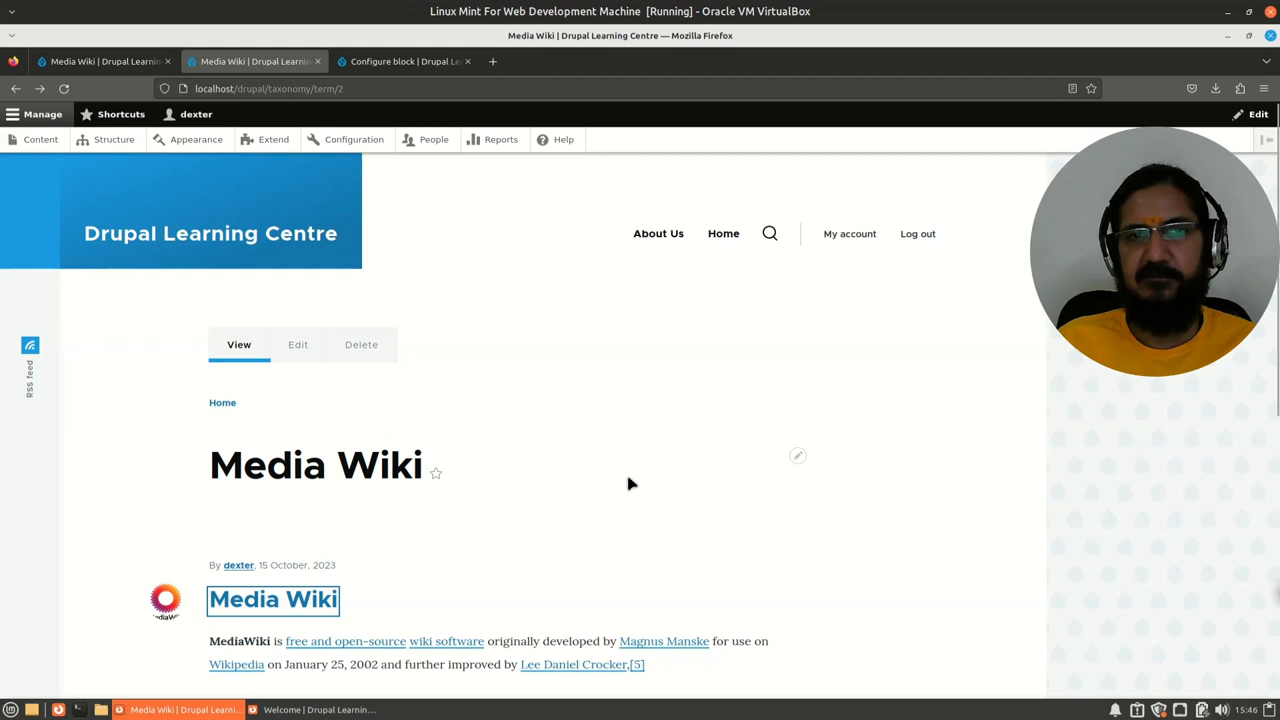 Linux Mint For Web Development Machine [Running] - Oracle VM VirtualBox
Media Wiki | Drupal Learning Centre — Mozilla Firefox
Media Wiki | Drupal Learnin
Media Wiki | Drupal Learnin
Configure block | Drupal Le
localhost/drupal/taxonomy/term/2
Manage
Shortcuts
dexter
Edit
Content
Structure
Appearance
Extend
Configuration
People
Reports
Help
Drupal Learning Centre
About Us
Home
My account
Log out
RSS feed
View
Edit
Delete
Home
Media Wiki
By dexter, 15 October, 2023
Media Wiki
MediaWiki is free and open-source wiki software originally developed by Magnus Manske for use on
Wikipedia on January 25, 2002 and further improved by Lee Daniel Crocker,[5]
Media Wiki | Drupal Learni...
Welcome | Drupal Learnin...
15:46